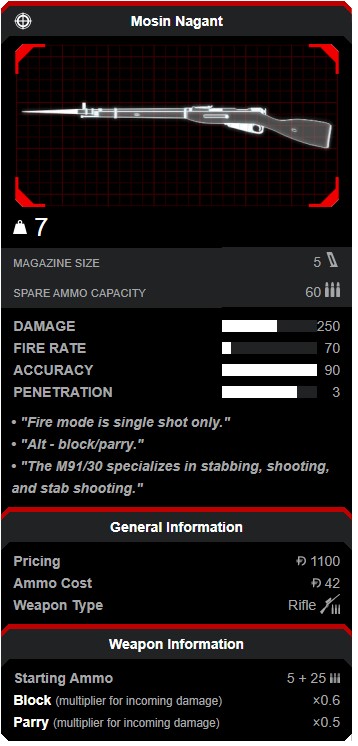 Mosin Nagant
7
MAGAZINE SIZE 5
SPARE AMMO CAPACITY 60
DAMAGE 250
FIRE RATE 70
ACCURACY 90
PENETRATION 3
• "Fire mode is single shot only."
• "Alt - block/parry."
• "The M91/30 specializes in stabbing, shooting,
and stab shooting."
General Information
Pricing 1100
Ammo Cost 42
Weapon Type Rifle
Weapon Information
Starting Ammo 5 + 25
Block (multiplier for incoming damage) ×0.6
Parry (multiplier for incoming damage) ×0.5